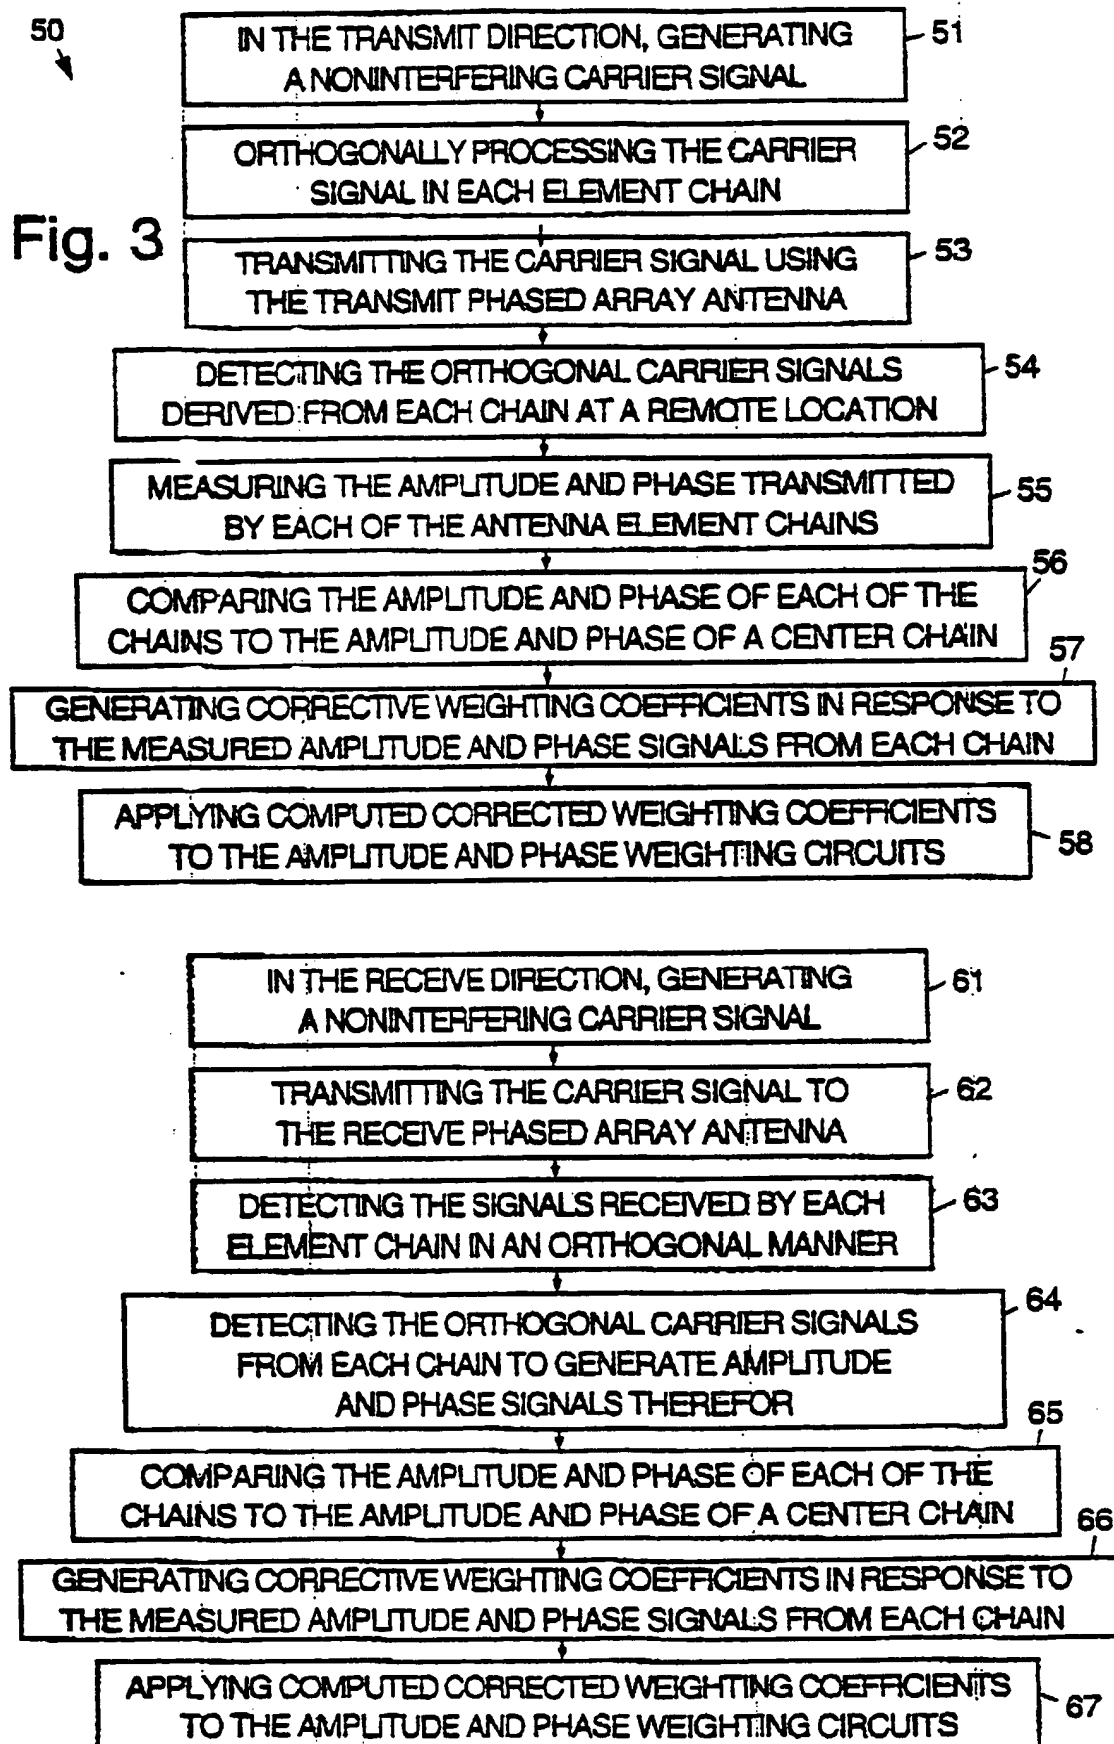 50
IN THE TRANSMIT DIRECTION, GENERATING
A NONINTERFERING CARRIER SIGNAL
51
ORTHOGONALLY PROCESSING THE CARRIER
SIGNAL IN EACH ELEMENT CHAIN
52
Fig. 3
TRANSMITTING THE CARRIER SIGNAL USING
THE TRANSMIT PHASED ARRAY ANTENNA
53
DETECTING THE ORTHOGONAL CARRIER SIGNALS
DERIVED FROM EACH CHAIN AT A REMOTE LOCATION
54
MEASURING THE AMPLITUDE AND PHASE TRANSMITTED
BY EACH OF THE ANTENNA ELEMENT CHAINS
55
COMPARING THE AMPLITUDE AND PHASE OF EACH OF THE
CHAINS TO THE AMPLITUDE AND PHASE OF A CENTER CHAIN
56
GENERATING CORRECTIVE WEIGHTING COEFFICIENTS IN RESPONSE TO
THE MEASURED AMPLITUDE AND PHASE SIGNALS FROM EACH CHAIN
57
APPLYING COMPUTED CORRECTED WEIGHTING COEFFICIENTS
TO THE AMPLITUDE AND PHASE WEIGHTING CIRCUITS
58
IN THE RECEIVE DIRECTION, GENERATING
A NONINTERFERING CARRIER SIGNAL
61
TRANSMITTING THE CARRIER SIGNAL TO
THE RECEIVE PHASED ARRAY ANTENNA
62
DETECTING THE SIGNALS RECEIVED BY EACH
ELEMENT CHAIN IN AN ORTHOGONAL MANNER
63
DETECTING THE ORTHOGONAL CARRIER SIGNALS
FROM EACH CHAIN TO GENERATE AMPLITUDE
AND PHASE SIGNALS THEREFOR
64
COMPARING THE AMPLITUDE AND PHASE OF EACH OF THE
CHAINS TO THE AMPLITUDE AND PHASE OF A CENTER CHAIN
65
GENERATING CORRECTIVE WEIGHTING COEFFICIENTS IN RESPONSE TO
THE MEASURED AMPLITUDE AND PHASE SIGNALS FROM EACH CHAIN
66
APPLYING COMPUTED CORRECTED WEIGHTING COEFFICIENTS
TO THE AMPLITUDE AND PHASE WEIGHTING CIRCUITS
67